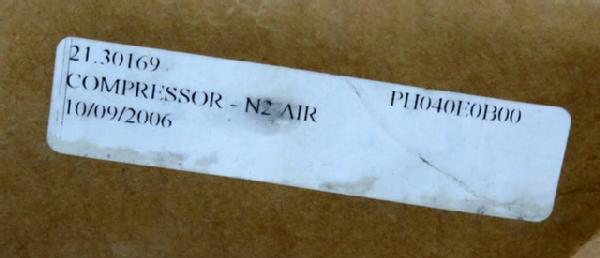 21.30169
COMPRESSOR - N2 AIR PH040E0B00
10/09/2006